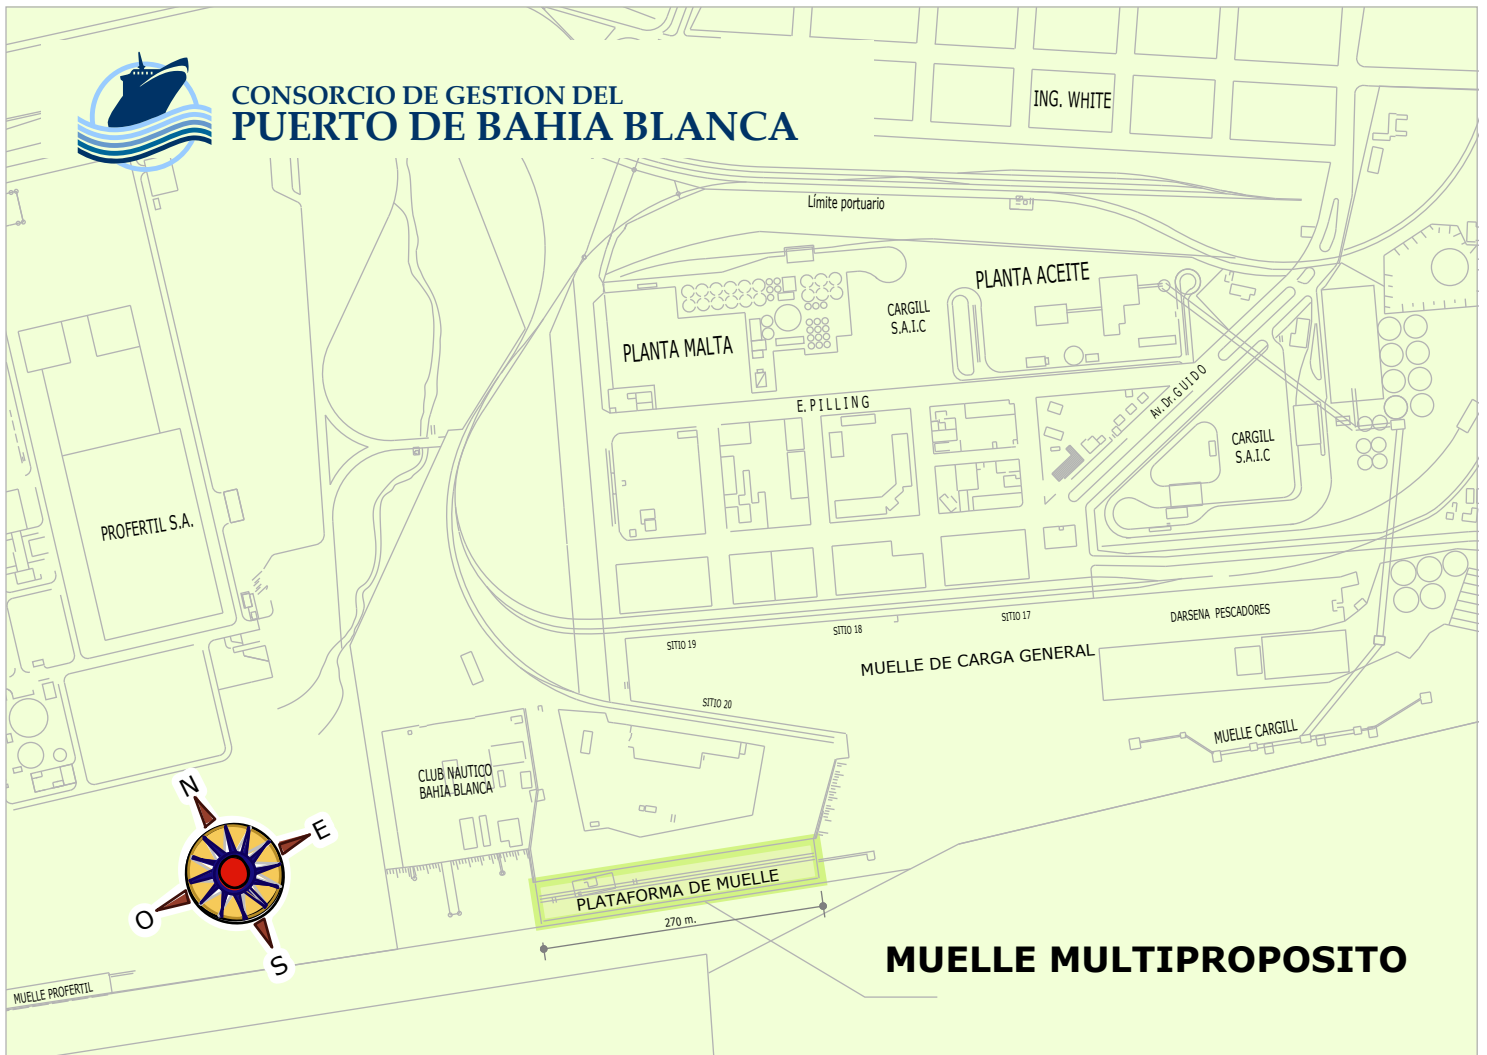 CONSORCIO DE GESTION DEL
PUERTO DE BAHIA BLANCA
ING. WHITE
Límite portuario
PLANTA ACEITE
CARGILL
S.A.I.C
PLANTA MALTA
E. PILLING
Av. Dr. GUIDO
CARGILL
S.A.I.C
PROFERTIL S.A.
SITIO 19
SITIO 18
SITIO 17
DARSENA PESCADORES
MUELLE DE CARGA GENERAL
SITIO 20
MUELLE CARGILL
CLUB NAUTICO
BAHIA BLANCA
N
E
O
S
PLATAFORMA DE MUELLE
270 m.
MUELLE MULTIPROPOSITO
MUELLE PROFERTIL